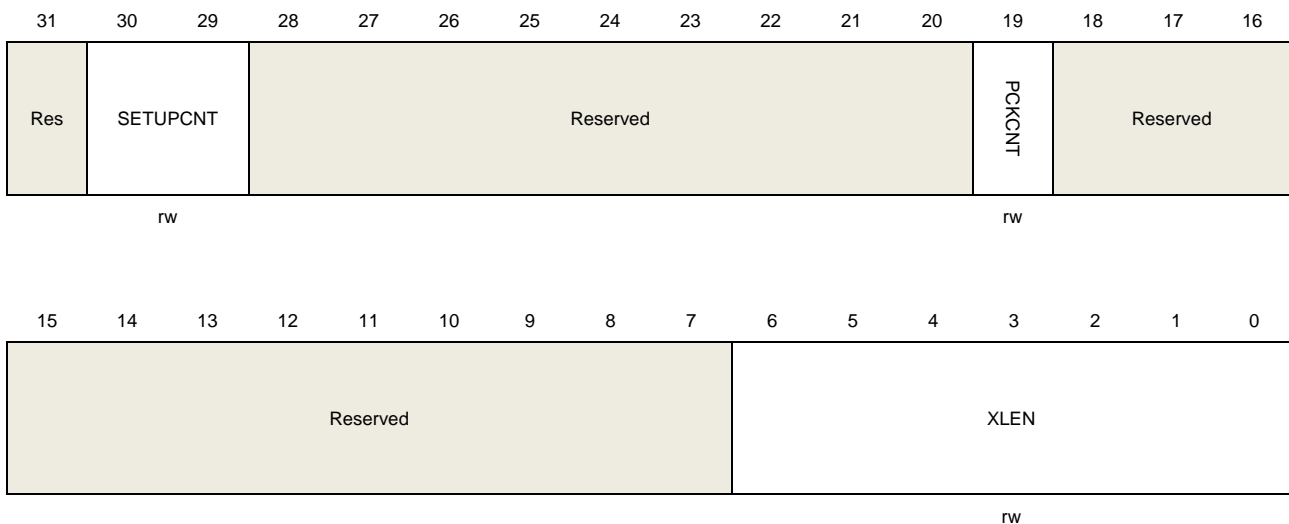 31 30 29 28 27 26 25 24 23 22 21 20 19 18 17 16
Res SETUPCNT Reserved PCKCNT Reserved
rw rw
15 14 13 12 11 10 9 8 7 6 5 4 3 2 1 0
Reserved XLEN
rw